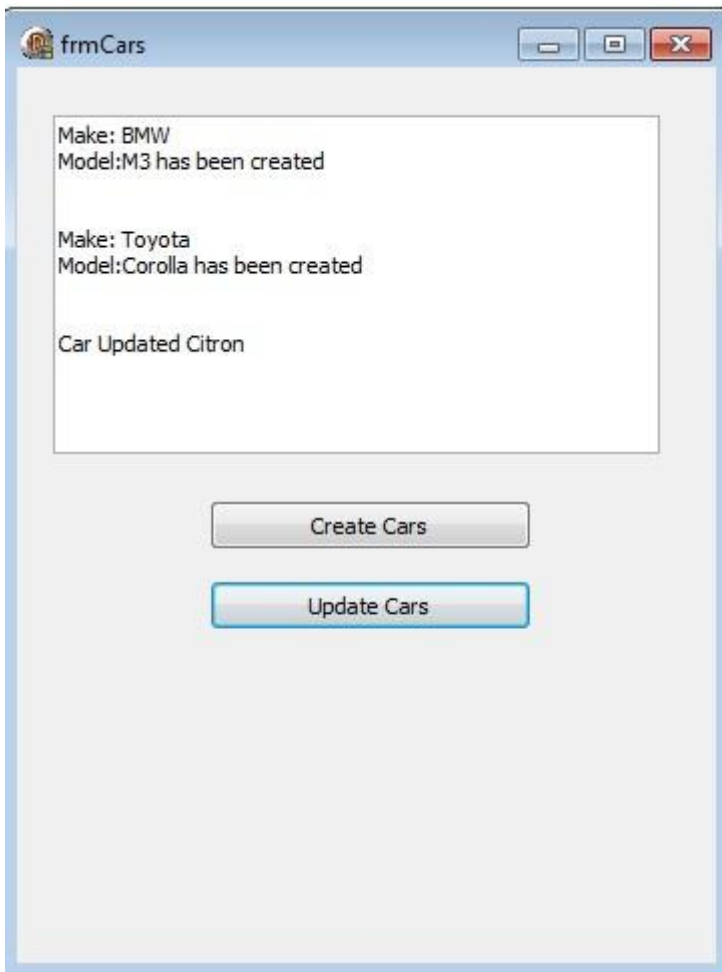 frmCars
Make: BMW
Model:M3 has been created
Make: Toyota
Model:Corolla has been created
Car Updated Citron
Create Cars
Update Cars